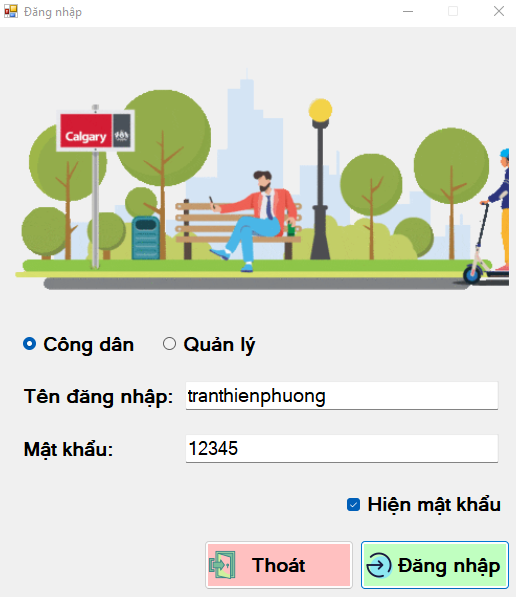 Đăng nhập
Calgary
Công dân Quản lý
Tên đăng nhập: tranthienphuong
Mật khẩu: 12345
Hiện mật khẩu
Thoát Đăng nhập